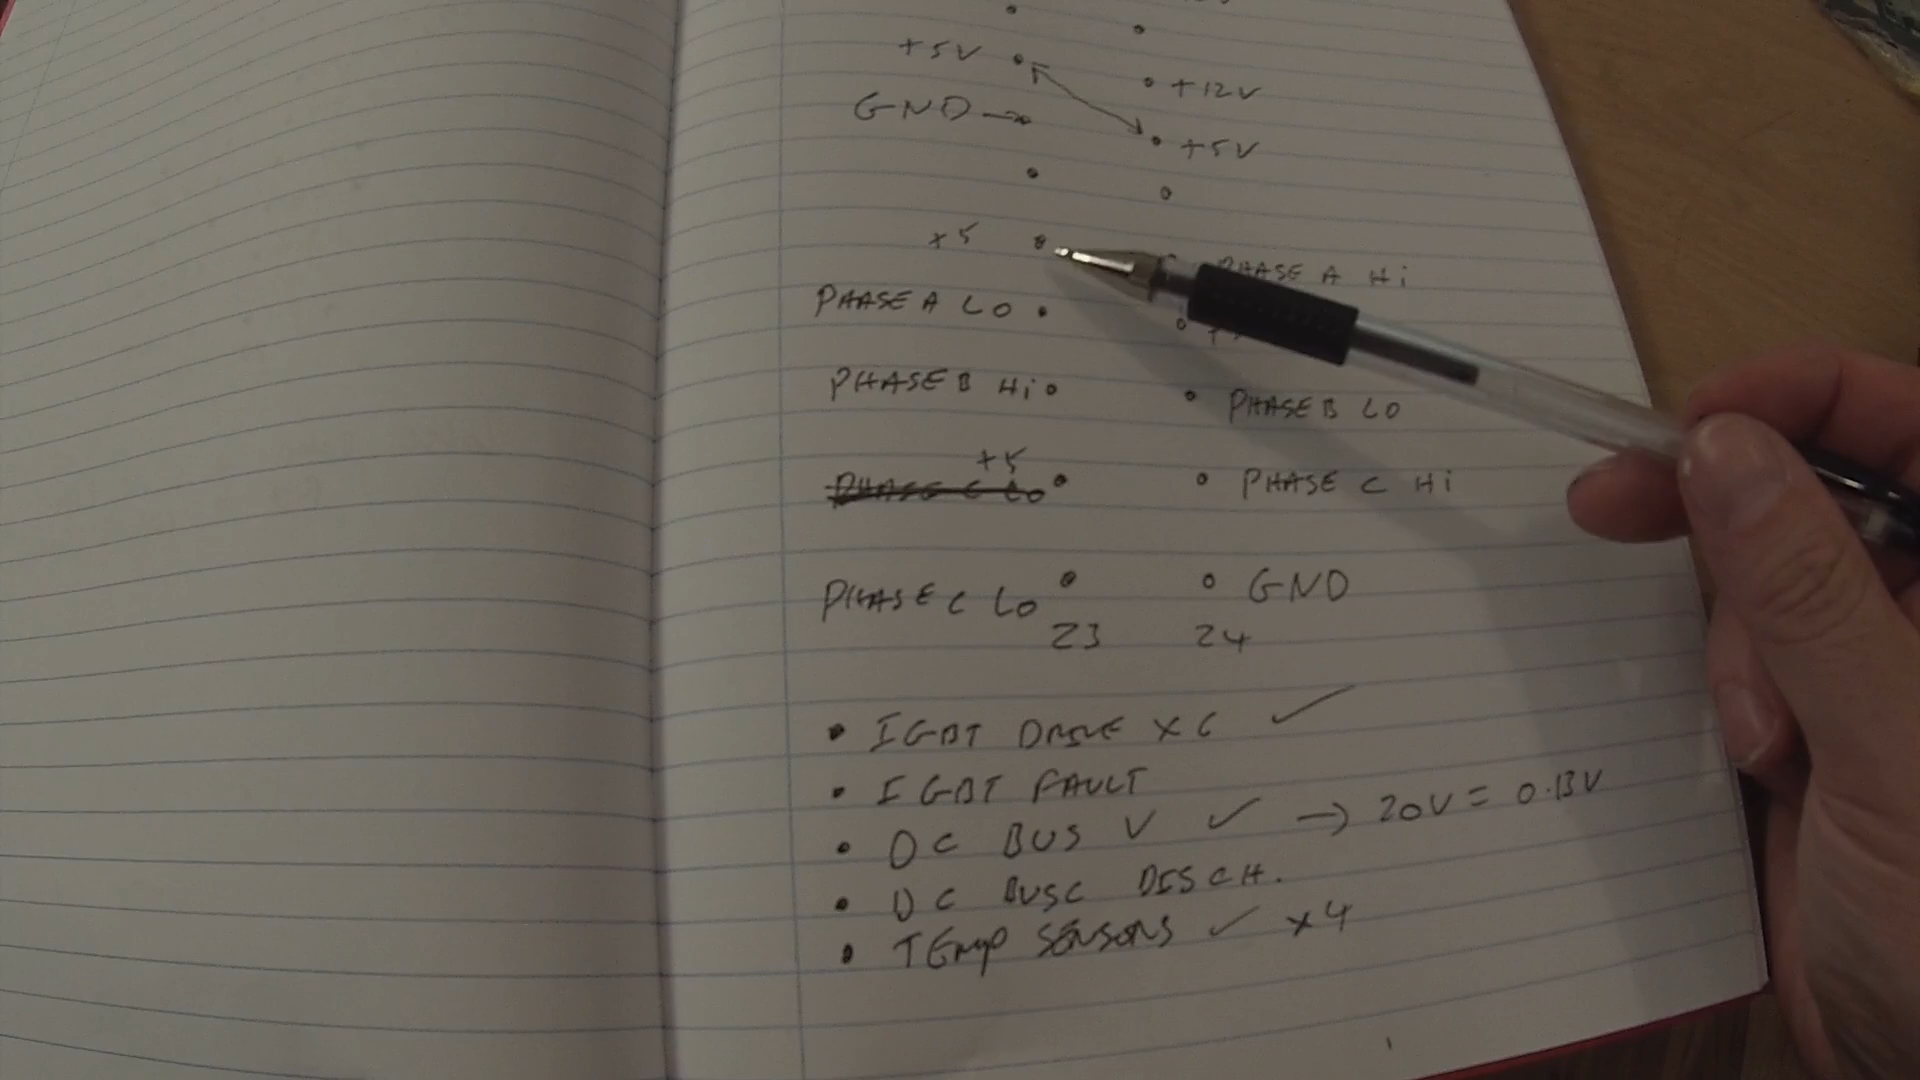 +5V
+12V
GND
+5V
+5
PHASE A Hi
PHASE A LO
PHASE B Hi
PHASE B LO
+5
PHASE C LO
PHASE C Hi
PHASE C LO
GND
23
24
• IGBT DRIVE X6 ✓
• IGBT FAULT
• DC BUS V ✓ → 20V = 0.13V
• DC BUSC DISCH.
• TEMP SENSORS ✓ x4